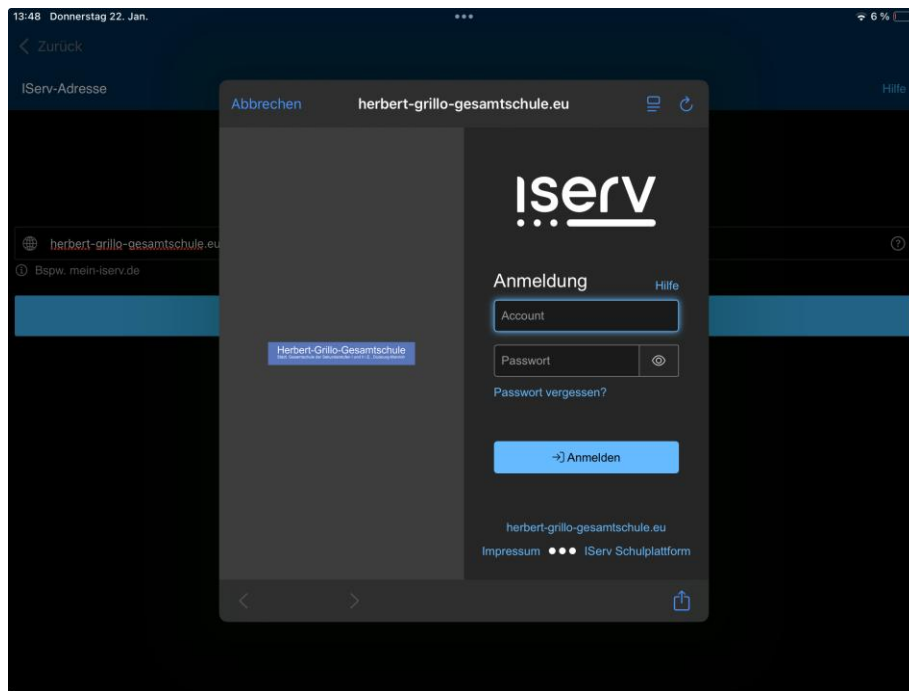 13:48 Donnerstag 22. Jan.
6 %
Zurück
IServ-Adresse
Hilfe
Abbrechen
herbert-grillo-gesamtschule.eu
herbert-grillo-gesamtschule.eu
Bspw. mein-iserv.de
Herbert-Grillo-Gesamtschule
Iserv
Anmeldung
Hilfe
Account
Passwort
Passwort vergessen?
Anmelden
herbert-grillo-gesamtschule.eu
Impressum ●●● IServ Schulplattform